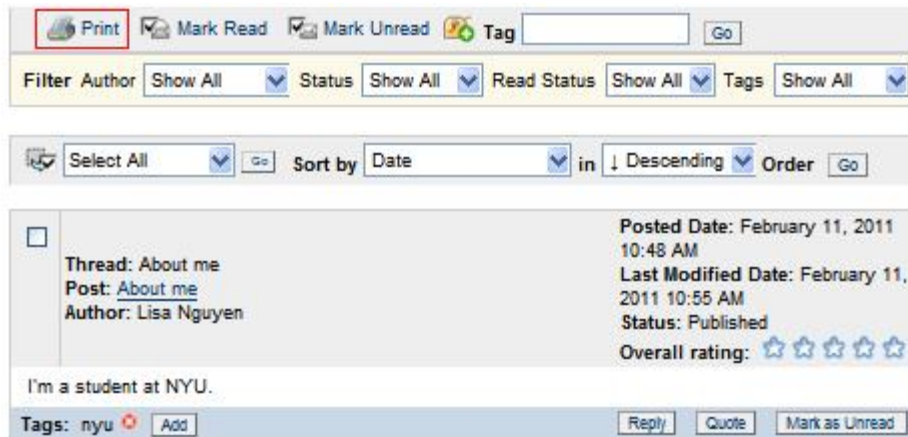 Print Mark Read Mark Unread Tag Go
Filter Author Show All Status Show All Read Status Show All Tags Show All
Select All Go Sort by Date in ↓ Descending Order Go
Posted Date: February 11, 2011
10:48 AM
Thread: About me
Last Modified Date: February 11,
Post: About me
2011 10:55 AM
Author: Lisa Nguyen
Status: Published
Overall rating:
I'm a student at NYU.
Tags: nyu Add Reply Quote Mark as Unread